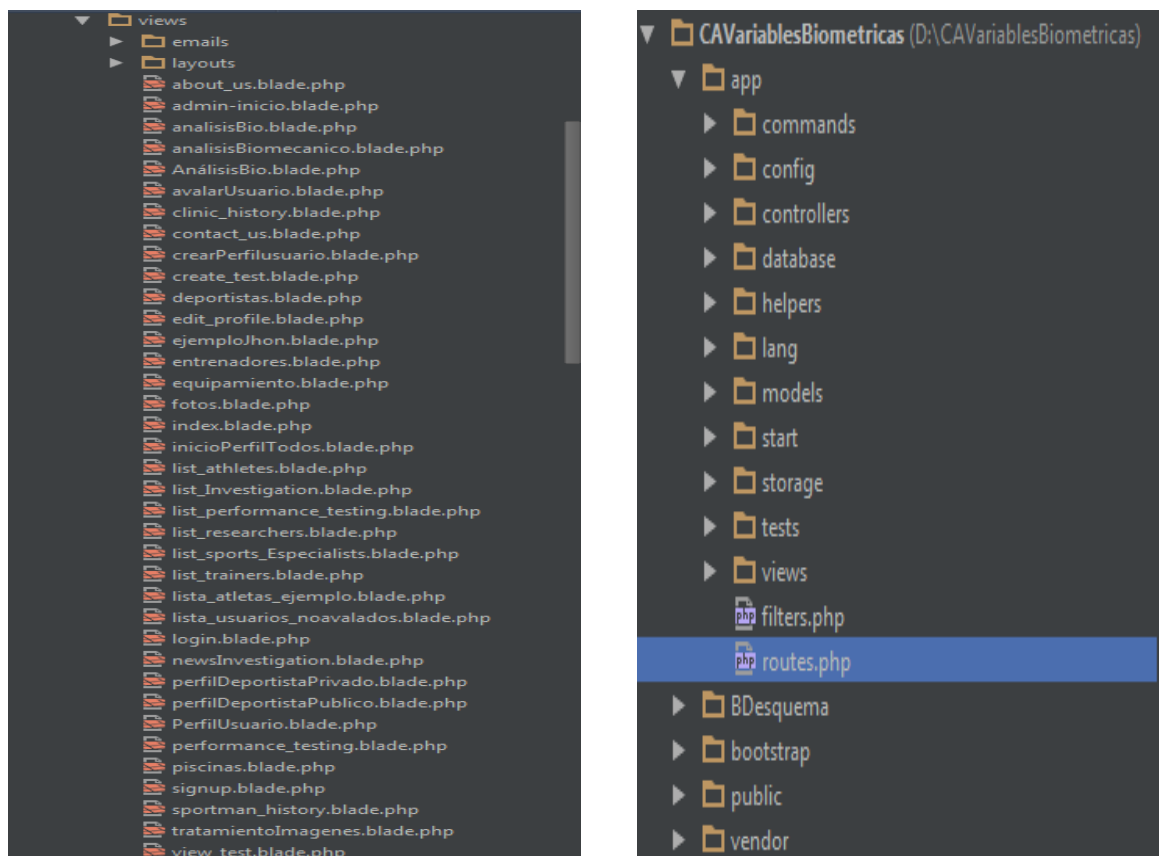 views
emails
layouts
about_us.blade.php
admin-inicio.blade.php
analisisBio.blade.php
analisisBiomecanico.blade.php
AnálisisBio.blade.php
avalarUsuario.blade.php
clinic_history.blade.php
contact_us.blade.php
crearPerfilusuario.blade.php
create_test.blade.php
deportistas.blade.php
edit_profile.blade.php
ejemploJhon.blade.php
entrenadores.blade.php
equipamiento.blade.php
fotos.blade.php
index.blade.php
inicioPerfilTodos.blade.php
list_athletes.blade.php
list_Investigation.blade.php
list_performance_testing.blade.php
list_researchers.blade.php
list_sports_Especialists.blade.php
list_trainers.blade.php
lista_atletas_ejemplo.blade.php
lista_usuarios_noavalados.blade.php
login.blade.php
newsInvestigation.blade.php
perfilDeportistaPrivado.blade.php
perfilDeportistaPublico.blade.php
PerfilUsuario.blade.php
performance_testing.blade.php
piscinas.blade.php
signup.blade.php
sportman_history.blade.php
tratamientoImagenes.blade.php
view_test.blade.php
CAVariablesBiometricas (D:\CAVariablesBiometricas)
app
commands
config
controllers
database
helpers
lang
models
start
storage
tests
views
php filters.php
php routes.php
BDesquema
bootstrap
public
vendor